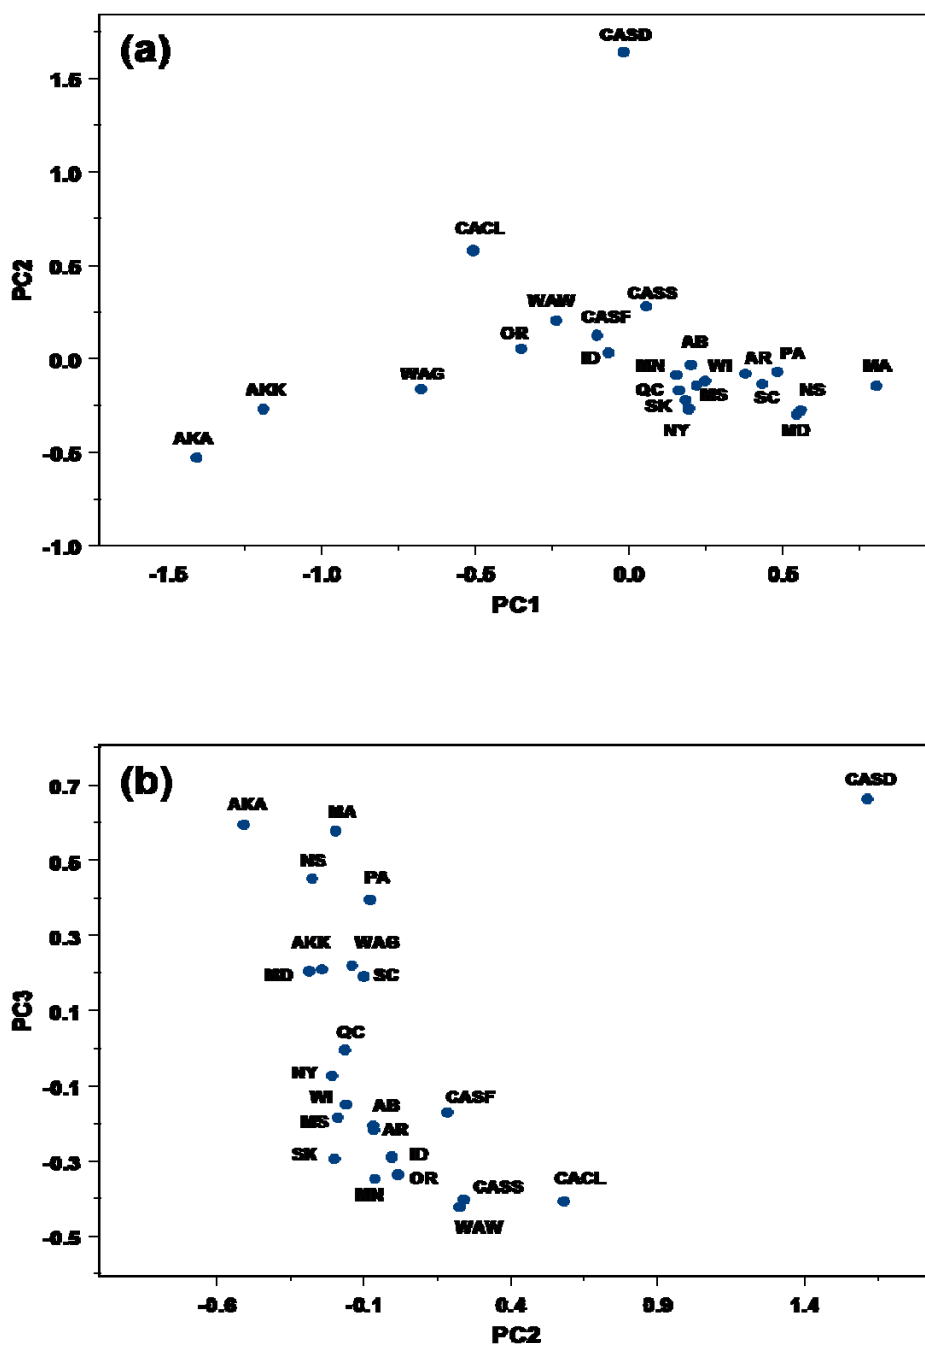 (a)
CASD
1.5
1.0
CACL
0.5
CASS
WAW
CASF
OR
AB
PC2
0.0
ID
MN
WI
AR
PA
MA
WAG
QC
MS
SC
NS
AKK
SK
NY
MD
AKA
-0.5
-1.0
-1.5
-1.0
-0.5
0.0
0.5
PC1
(b)
CASD
0.7
AKA
MA
0.5
NS
PA
0.3
AKK
WAG
MD
SC
PC3
0.1
QC
NY
-0.1
WI
AB
CASF
MS
AR
SK
ID
-0.3
OR
CACL
MN
CASS
WAW
-0.5
-0.6
-0.1
0.4
0.9
1.4
PC2